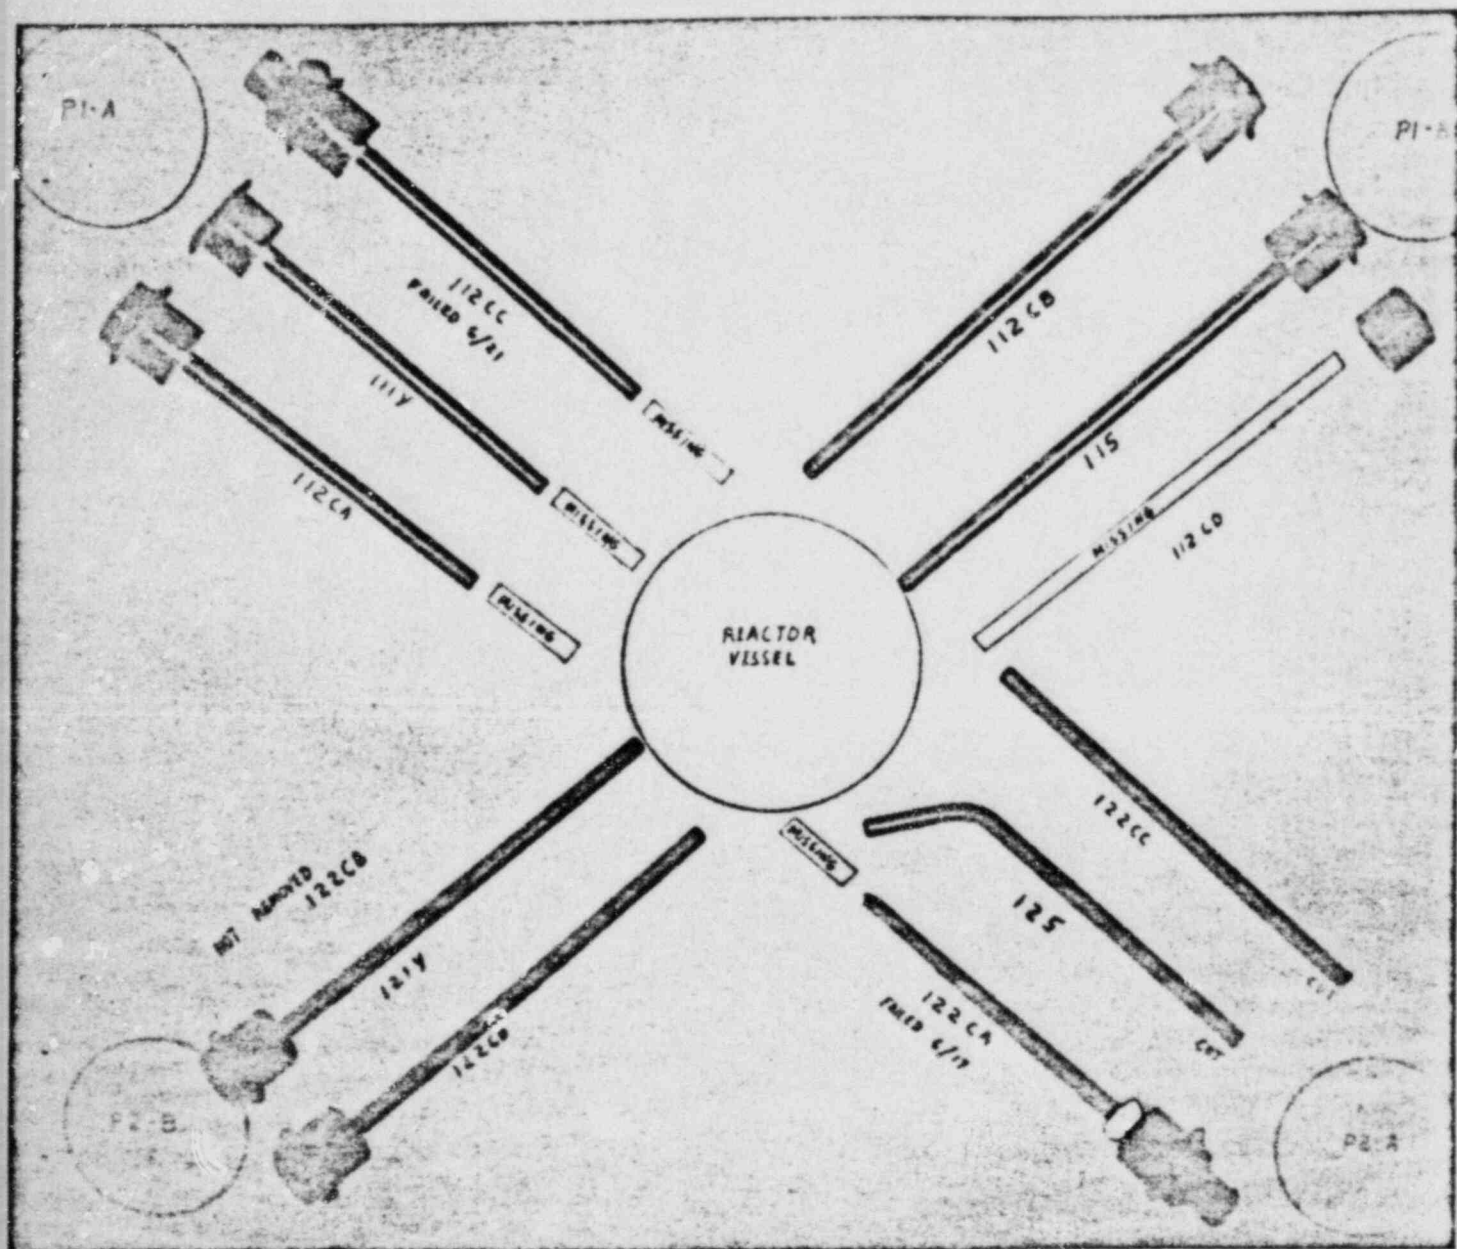 P1-A
P1-B
112CC
FAILED 6/21
111Y
112CA
MISSING
MISSING
MISSING
112CB
115
MISSING
112CD
REACTOR
VESSEL
NOT REMOVED
122CB
121Y
122CD
MISSING
122CA
FAILED 6/17
125
CUT
122CC
CUT
P2-B
P2-A